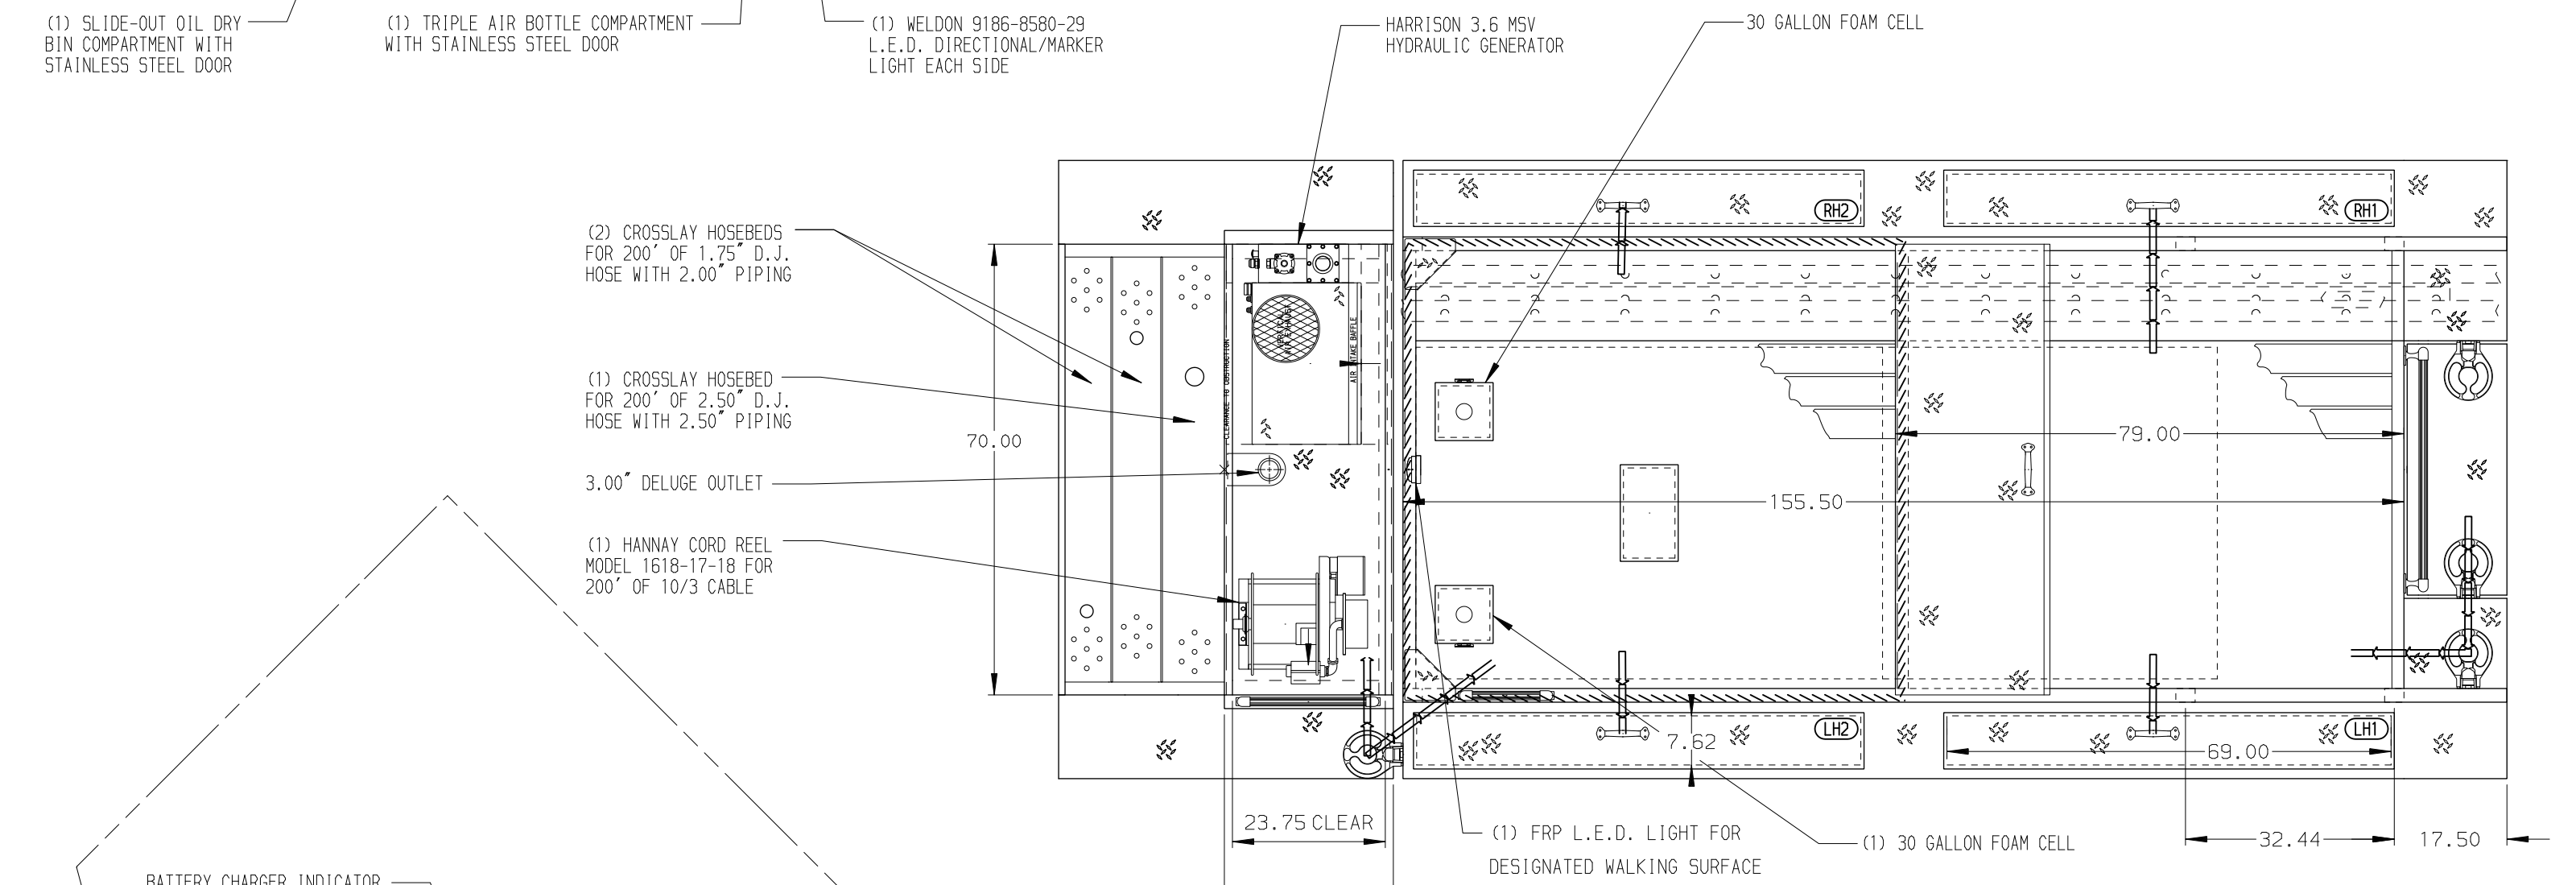 (1) SLIDE-OUT OIL DRY
BIN COMPARTMENT WITH
STAINLESS STEEL DOOR
(1) TRIPLE AIR BOTTLE COMPARTMENT
WITH STAINLESS STEEL DOOR
(1) WELDON 9186-8580-29
L.E.D. DIRECTIONAL/MARKER
LIGHT EACH SIDE
HARRISON 3.6 MSV
HYDRAULIC GENERATOR
30 GALLON FOAM CELL
(2) CROSSLAY HOSEBEDS
FOR 200' OF 1.75" D.J.
HOSE WITH 2.00" PIPING
(1) CROSSLAY HOSEBED
FOR 200' OF 2.50" D.J.
HOSE WITH 2.50" PIPING
3.00" DELUGE OUTLET
(1) HANNAY CORD REEL
MODEL 1618-17-18 FOR
200' OF 10/3 CABLE
70.00
CLEARANCE TO OBSTRUCTION
AIR INTAKE BAFFLE
RH2
RH1
79.00
155.50
LH2
LH1
7.62
69.00
23.75 CLEAR
(1) FRP L.E.D. LIGHT FOR
DESIGNATED WALKING SURFACE
(1) 30 GALLON FOAM CELL
32.44
17.50
BATTERY CHARGER INDICATOR